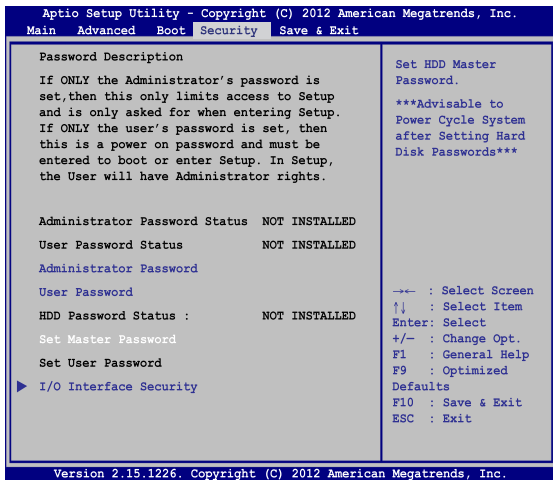 Aptio Setup Utility - Copyright (C) 2012 American Megatrends, Inc.
Main Advanced Boot Security Save & Exit
Password Description
If ONLY the Administrator's password is
set,then this only limits access to Setup
and is only asked for when entering Setup.
If ONLY the user's password is set, then
this is a power on password and must be
entered to boot or enter Setup. In Setup,
the User will have Administrator rights.
Administrator Password Status NOT INSTALLED
User Password Status NOT INSTALLED
Administrator Password
User Password
HDD Password Status : NOT INSTALLED
Set Master Password
Set User Password
I/O Interface Security
Set HDD Master
Password.
***Advisable to
Power Cycle System
after Setting Hard
Disk Passwords***
→← : Select Screen
↑↓ : Select Item
Enter: Select
+/— : Change Opt.
F1 : General Help
F9 : Optimized
Defaults
F10 : Save & Exit
ESC : Exit
Version 2.15.1226. Copyright (C) 2012 American Megatrends, Inc.